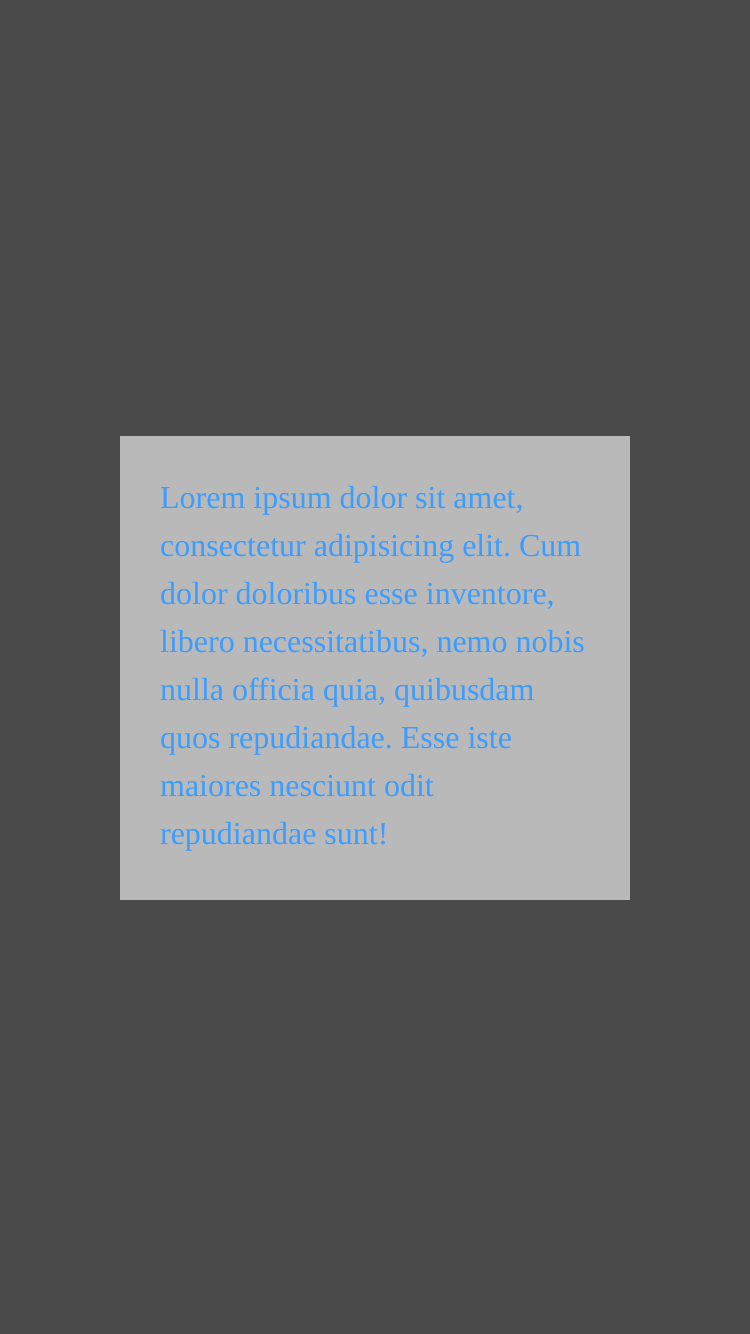 Lorem ipsum dolor sit amet,
consectetur adipisicing elit. Cum
dolor doloribus esse inventore,
libero necessitatibus, nemo nobis
nulla officia quia, quibusdam
quos repudiandae. Esse iste
maiores nesciunt odit
repudiandae sunt!